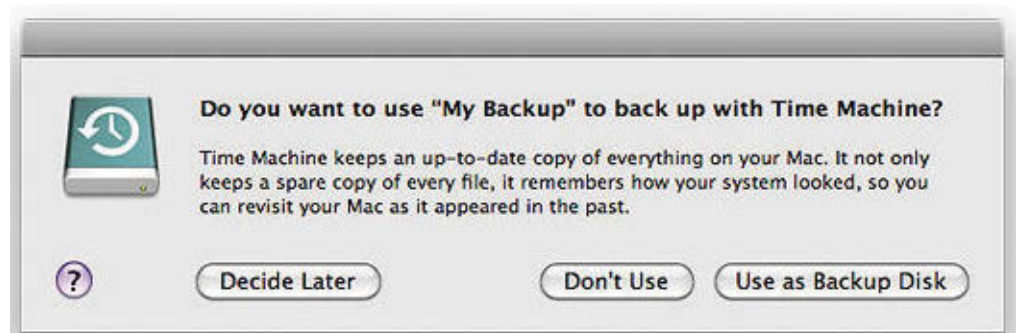 Do you want to use “My Backup” to back up with Time Machine?
Time Machine keeps an up-to-date copy of everything on your Mac. It not only
keeps a spare copy of every file, it remembers how your system looked, so you
can revisit your Mac as it appeared in the past.
? Decide Later Don't Use Use as Backup Disk